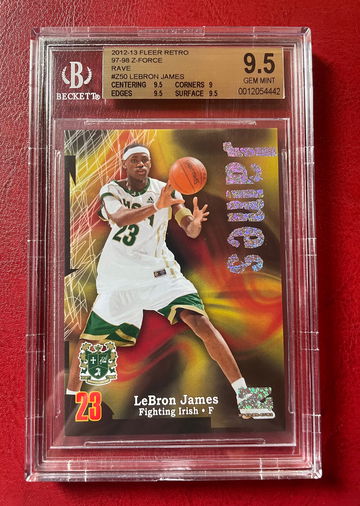 2012-13 FLEER RETRO
97-98 Z-FORCE
RAVE
#Z50 LEBRON JAMES
CENTERING 9.5 CORNERS 9
EDGES 9.5 SURFACE 9.5
B
BECKETT
9.5
GEM MINT
0012054442
james
23
23
LeBron James
Fighting Irish • F